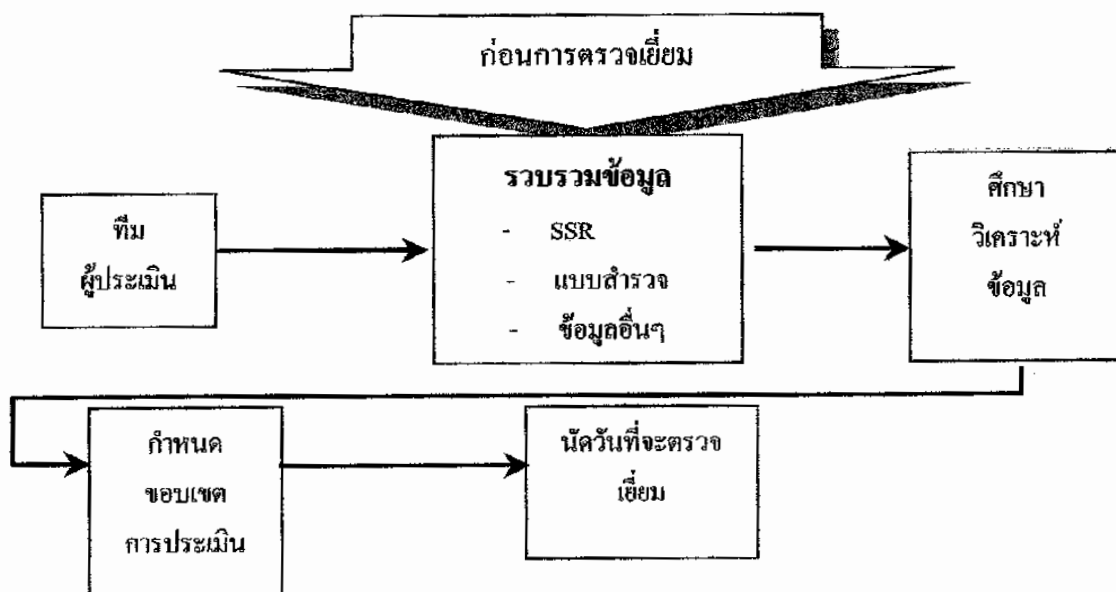 ก่อนการตรวจเยี่ยม
ทีม
ผู้ประเมิน
รวบรวมข้อมูล
- SSR
- แบบสำรวจ
- ข้อมูลอื่นๆ
ศึกษา
วิเคราะห์
ข้อมูล
กำหนด
ขอบเขต
การประเมิน
นัดวันที่จะตรวจ
เยี่ยม